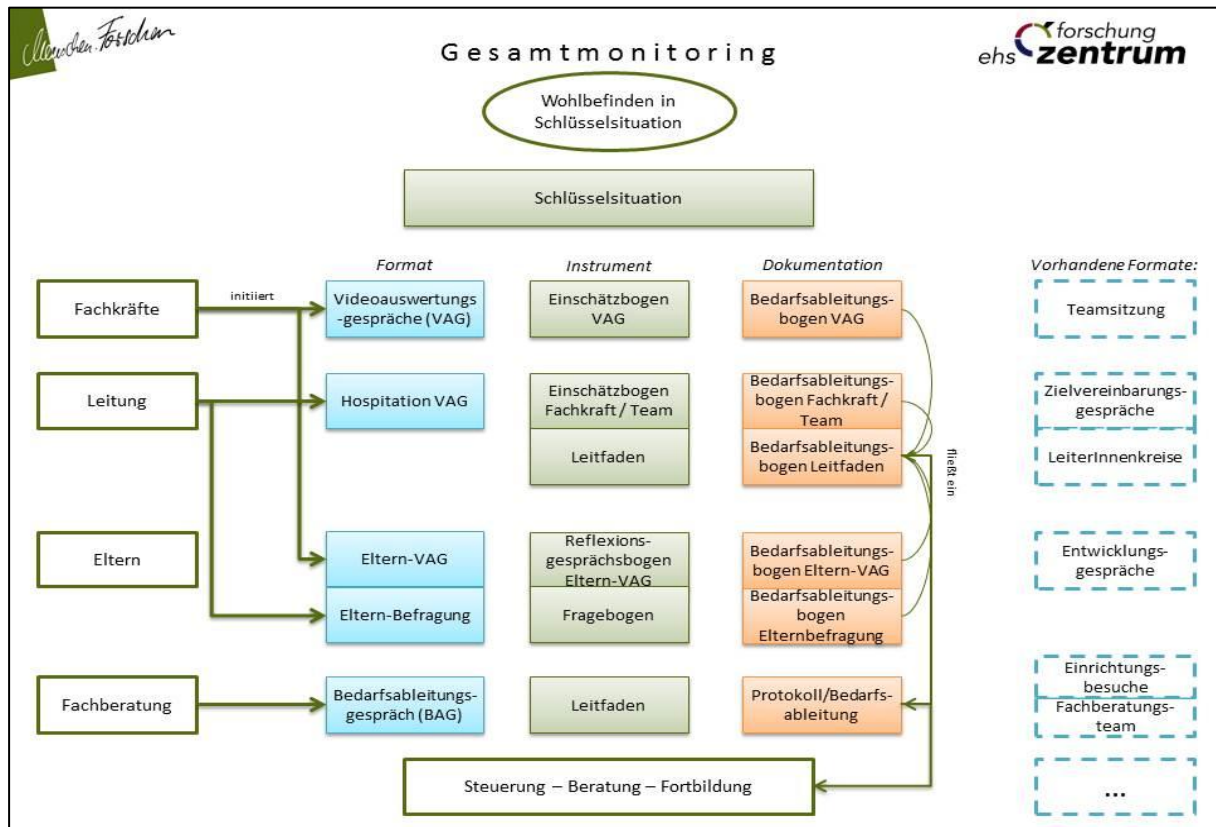 Menschen.Forschen
Gesamtmonitoring
forschung
ehs zentrum
Wohlbefinden in
Schlüsselsituation
Schlüsselsituation
Format
Instrument
Dokumentation
Vorhandene Formate:
Fachkräfte
initiiert
Videoauswertungs
-gespräche (VAG)
Einschätzbogen
VAG
Bedarfsableitungs-
bogen VAG
Teamsitzung
Leitung
Hospitation VAG
Einschätzbogen
Fachkraft / Team
Bedarfsableitungs-
bogen Fachkraft /
Team
Zielvereinbarungs-
gespräche
Leitfaden
Bedarfsableitungs-
bogen Leitfaden
LeiterInnenkreise
fließt ein
Eltern
Eltern-VAG
Reflexions-
gesprächsbogen
Eltern-VAG
Bedarfsableitungs-
bogen Eltern-VAG
Entwicklungs-
gespräche
Eltern-Befragung
Fragebogen
Bedarfsableitungs-
bogen
Elternbefragung
Fachberatung
Bedarfsableitungs-
gespräch (BAG)
Leitfaden
Protokoll/Bedarfs-
ableitung
Einrichtungs-
besuche
Fachberatungs-
team
Steuerung – Beratung – Fortbildung
...